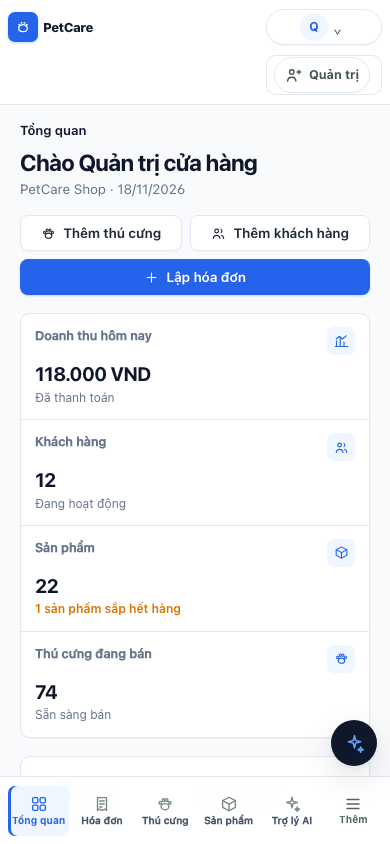 PetCare
Q
Quản trị
Tổng quan
Chào Quản trị cửa hàng
PetCare Shop · 18/11/2026
Thêm thú cưng
Thêm khách hàng
Lập hóa đơn
Doanh thu hôm nay
118.000 VND
Đã thanh toán
Khách hàng
12
Đang hoạt động
Sản phẩm
22
1 sản phẩm sắp hết hàng
Thú cưng đang bán
74
Sẵn sàng bán
Tổng quan
Hóa đơn
Thú cưng
Sản phẩm
Trợ lý AI
Thêm